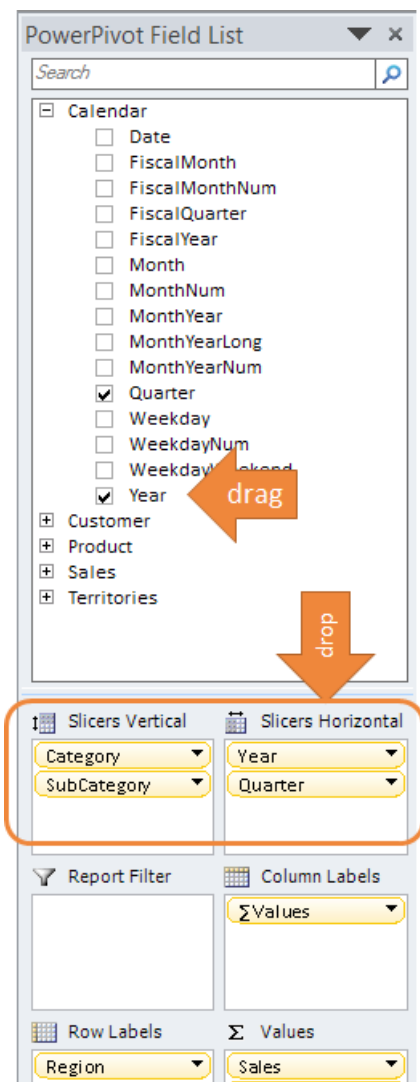 PowerPivot Field List
Search
Calendar
Date
FiscalMonth
FiscalMonthNum
FiscalQuarter
FiscalYear
Month
MonthNum
MonthYear
MonthYearLong
MonthYearNum
Quarter
Weekday
WeekdayNum
WeekdayWeekend
Year
drag
Customer
Product
Sales
Territories
drop
Slicers Vertical
Slicers Horizontal
Category
Year
SubCategory
Quarter
Report Filter
Column Labels
ΣValues
Row Labels
Σ Values
Region
Sales